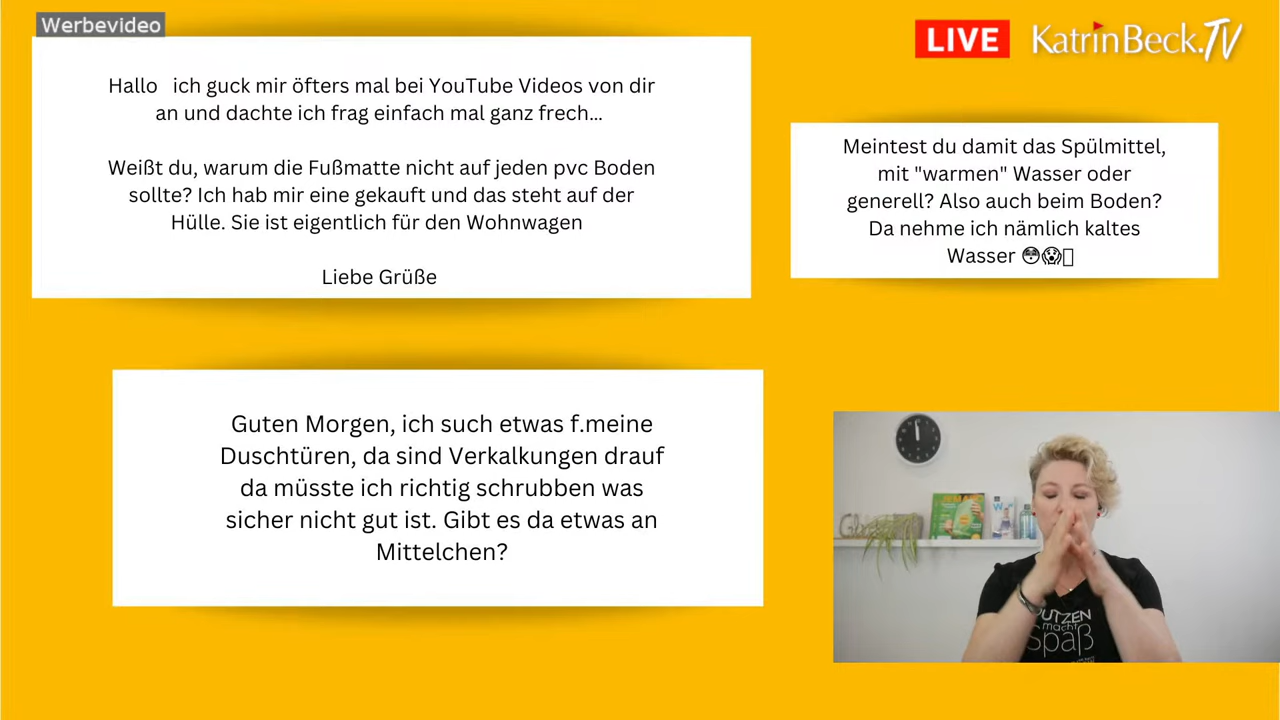 Werbevideo
LIVE KatrinBeck.TV
Hallo ich guck mir öfters mal bei YouTube Videos von dir
an und dachte ich frag einfach mal ganz frech...
Weißt du, warum die Fußmatte nicht auf jeden pvc Boden
sollte? Ich hab mir eine gekauft und das steht auf der
Hülle. Sie ist eigentlich für den Wohnwagen
Liebe Grüße
Meintest du damit das Spülmittel,
mit "warmen" Wasser oder
generell? Also auch beim Boden?
Da nehme ich nämlich kaltes
Wasser 😳😱
Guten Morgen, ich such etwas f.meine
Duschtüren, da sind Verkalkungen drauf
da müsste ich richtig schrubben was
sicher nicht gut ist. Gibt es da etwas an
Mittelchen?
PUTZEN
macht
Spaß